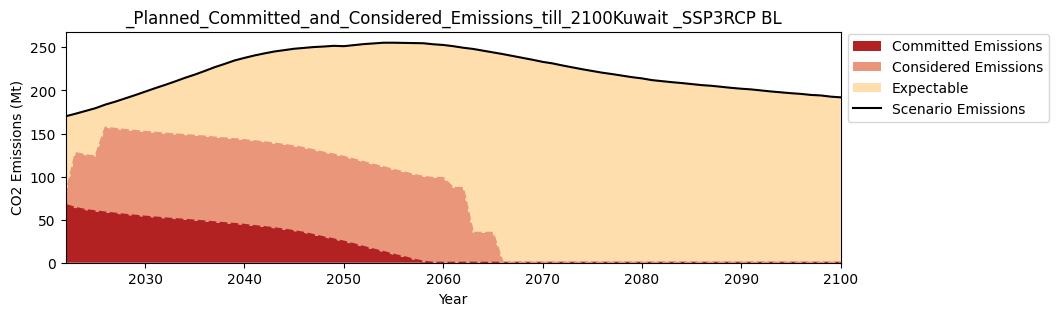 _Planned_Committed_and_Considered_Emissions_till_2100Kuwait _SSP3RCP BL
CO2 Emissions (Mt)
250
200
150
100
50
0
2030 2040 2050 2060 2070 2080 2090 2100
Year
Committed Emissions
Considered Emissions
Expectable
Scenario Emissions